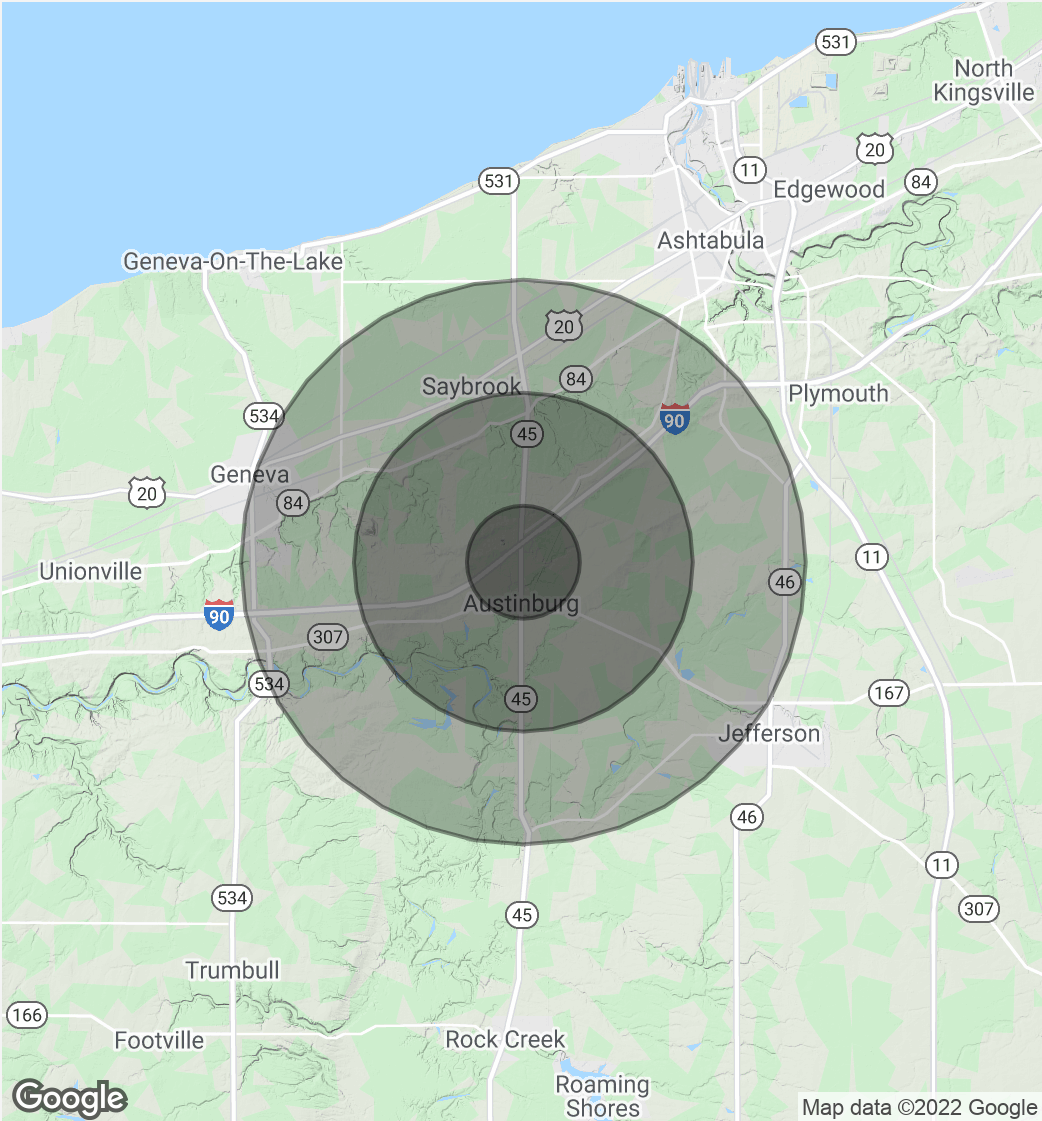 531
North
Kingsville
20
11
84
531
Edgewood
Ashtabula
Geneva-On-The-Lake
20
Saybrook
84
Plymouth
534
90
45
Geneva
20
84
11
Unionville
46
Austinburg
90
307
534
45
167
Jefferson
46
11
534
45
307
Trumbull
166
Footville
Rock Creek
Roaming
Shores
Google
Map data ©2022 Google